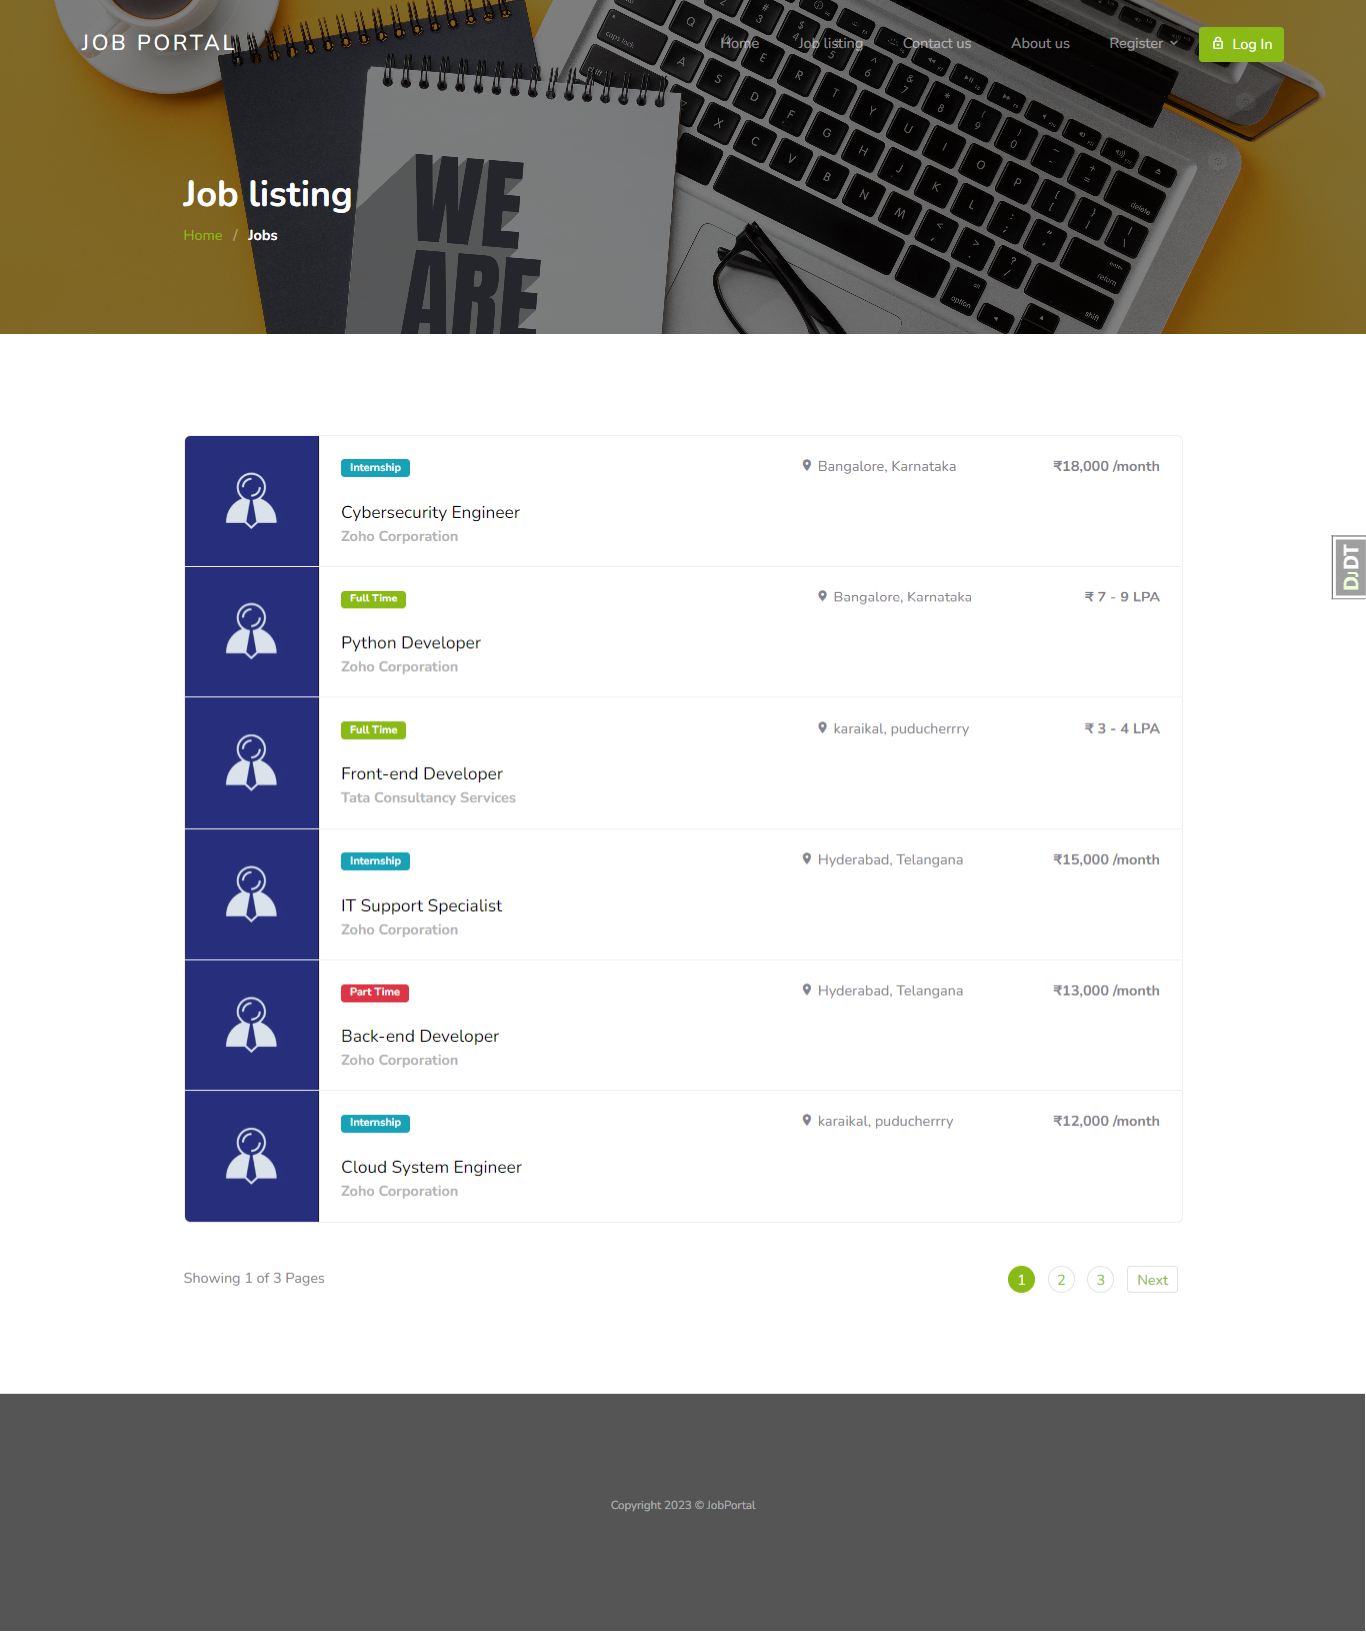 JOB PORTAL
Home
Job listing
Contact us
About us
Register
Log In
WE
ARE
Job listing
Home / Jobs
Internship
Bangalore, Karnataka
₹18,000 /month
Cybersecurity Engineer
Zoho Corporation
DJDT
Full Time
Bangalore, Karnataka
₹ 7 - 9 LPA
Python Developer
Zoho Corporation
Full Time
karaikal, puducherrry
₹ 3 - 4 LPA
Front-end Developer
Tata Consultancy Services
Internship
Hyderabad, Telangana
₹15,000 /month
IT Support Specialist
Zoho Corporation
Part Time
Hyderabad, Telangana
₹13,000 /month
Back-end Developer
Zoho Corporation
Internship
karaikal, puducherrry
₹12,000 /month
Cloud System Engineer
Zoho Corporation
Showing 1 of 3 Pages
1 2 3 Next
Copyright 2023 © JobPortal